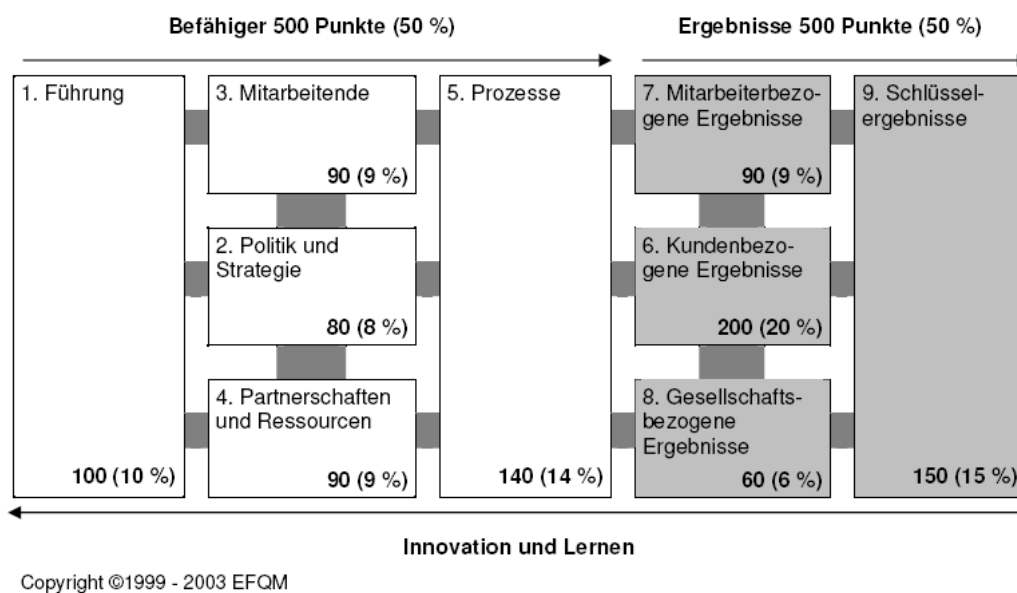 Befähiger 500 Punkte (50 %)
Ergebnisse 500 Punkte (50 %)
1. Führung
100 (10 %)
3. Mitarbeitende
90 (9 %)
2. Politik und
Strategie
80 (8 %)
4. Partnerschaften
und Ressourcen
90 (9 %)
5. Prozesse
140 (14 %)
7. Mitarbeiterbezo-
gene Ergebnisse
90 (9 %)
6. Kundenbezo-
gene Ergebnisse
200 (20 %)
8. Gesellschafts-
bezogene
Ergebnisse
60 (6 %)
9. Schlüssel-
ergebnisse
150 (15 %)
Innovation und Lernen
Copyright ©1999 - 2003 EFQM